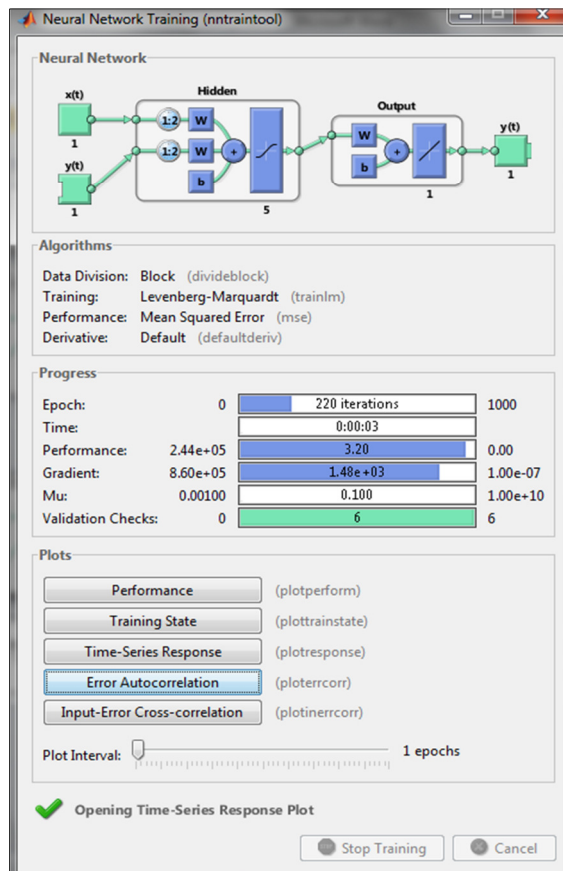 Neural Network Training (nntraintool)
Neural Network
Hidden
Output
x(t)
1
y(t)
1
1:2
W
1:2
W
b
+
5
W
b
+
1
y(t)
1
Algorithms
Data Division: Block (divideblock)
Training: Levenberg-Marquardt (trainlm)
Performance: Mean Squared Error (mse)
Derivative: Default (defaultderiv)
Progress
Epoch: 0 220 iterations 1000
Time: 0:00:03
Performance: 2.44e+05 3.20 0.00
Gradient: 8.60e+05 1.48e+03 1.00e-07
Mu: 0.00100 0.100 1.00e+10
Validation Checks: 0 6 6
Plots
Performance (plotperform)
Training State (plottrainstate)
Time-Series Response (plotresponse)
Error Autocorrelation (ploterrcorr)
Input-Error Cross-correlation (plotinerrcorr)
Plot Interval: 1 epochs
Opening Time-Series Response Plot
Stop Training Cancel